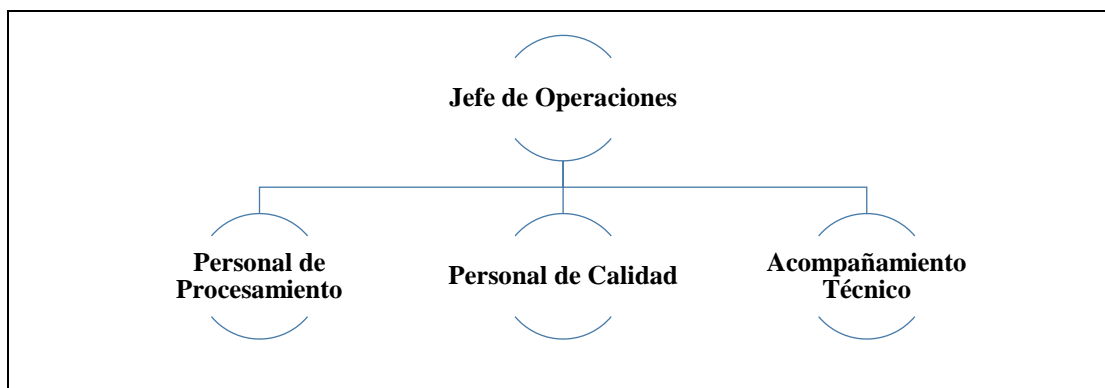 Jefe de Operaciones
Personal de
Procesamiento
Personal de Calidad
Acompañamiento
Técnico